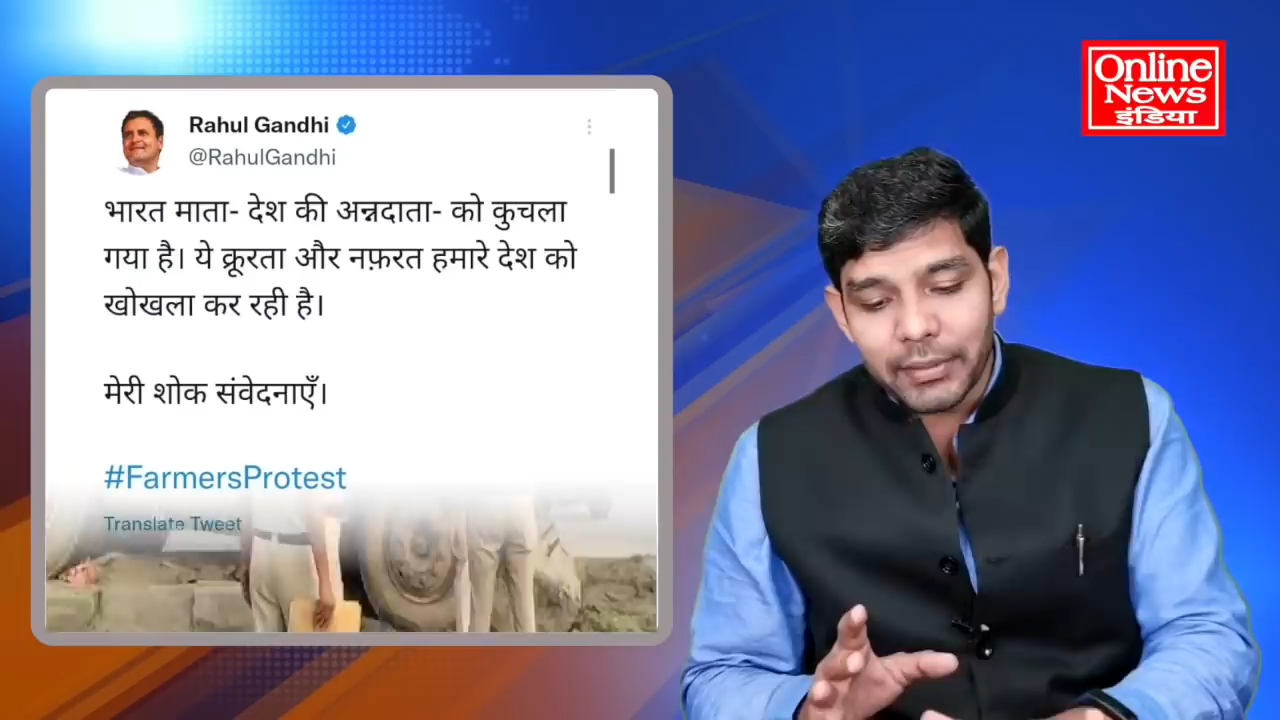 Rahul Gandhi
@RahulGandhi
भारत माता- देश की अन्नदाता- को कुचला
गया है। ये क्रूरता और नफ़रत हमारे देश को
खोखला कर रही है।
मेरी शोक संवेदनाएँ।
#FarmersProtest
Translate Tweet
Online
News
इंडिया